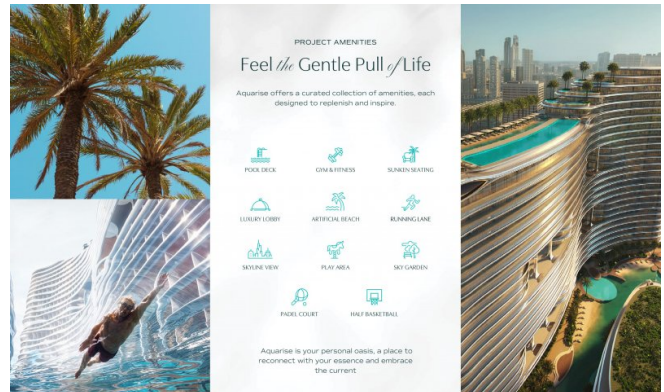 PROJECT AMENITIES
Feel the Gentle Pull of Life
Aquarise offers a curated collection of amenities, each
designed to replenish and inspire.
POOL DECK
GYM & FITNESS
SUNKEN SEATING
LUXURY LOBBY
ARTIFICIAL BEACH
RUNNING LANE
SKYLINE VIEW
PLAY AREA
SKY GARDEN
PADEL COURT
HALF BASKETBALL
Aquarise is your personal oasis, a place to
reconnect with your essence and embrace
the current